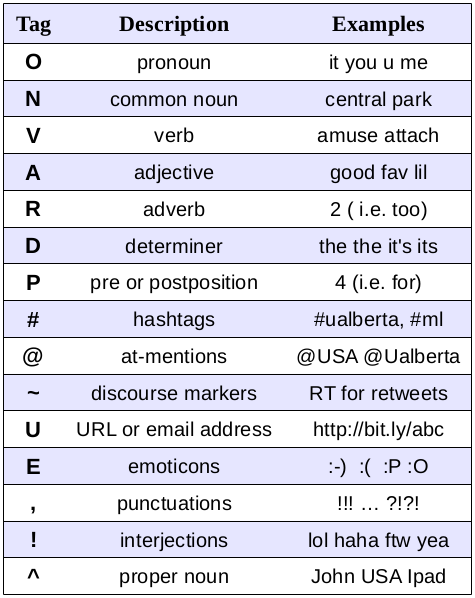 Tag Description Examples
O pronoun it you u me
N common noun central park
V verb amuse attach
A adjective good fav lil
R adverb 2 ( i.e. too)
D determiner the the it's its
P pre or postposition 4 (i.e. for)
# hashtags #ualberta, #ml
@ at-mentions @USA @Ualberta
~ discourse markers RT for retweets
U URL or email address http://bit.ly/abc
E emoticons :-) :( :P :O
, punctuations !!! … ?!?!
! interjections lol haha ftw yea
^ proper noun John USA Ipad